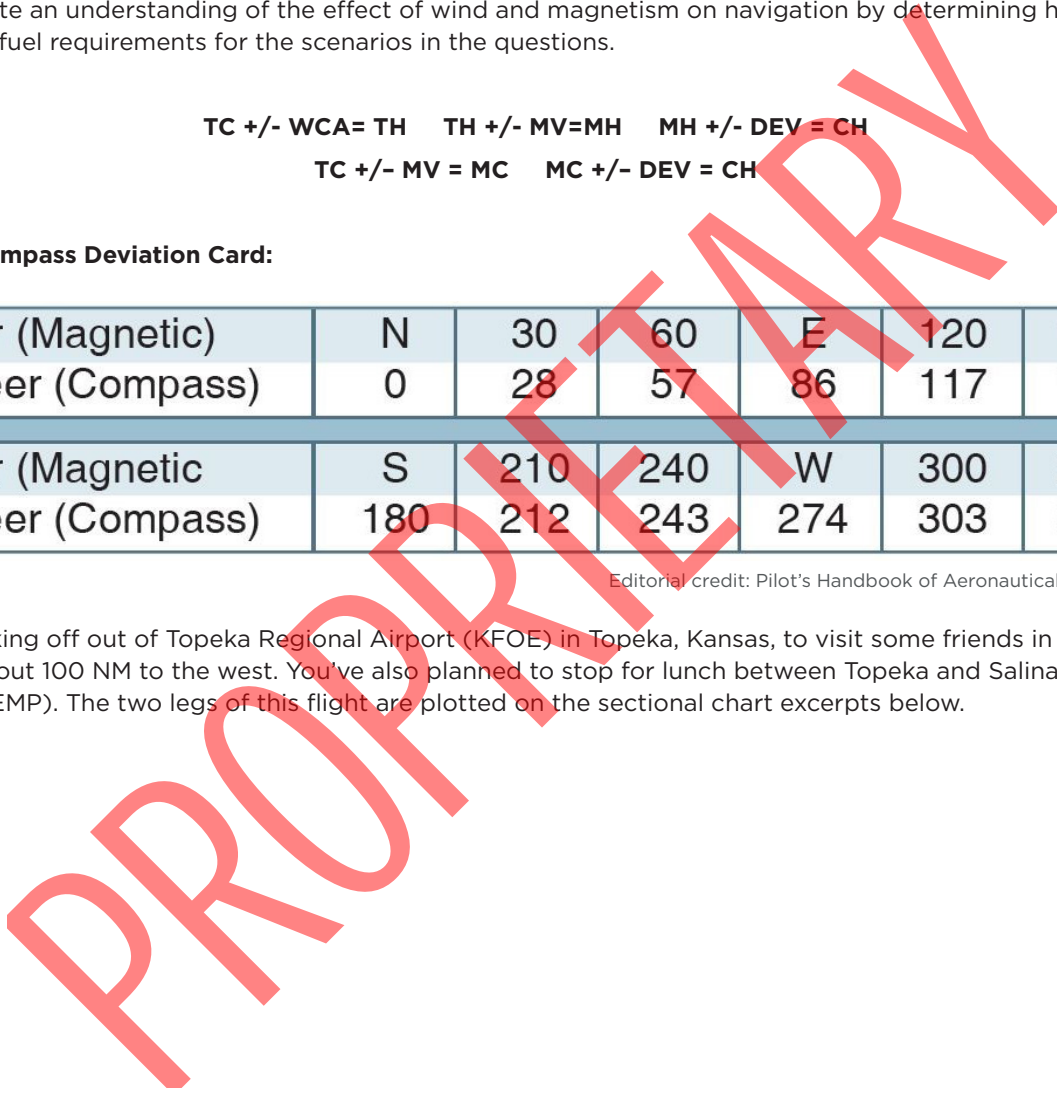 te an understanding of the effect of wind and magnetism on navigation by determining h
fuel requirements for the scenarios in the questions.
TC +/- WCA= TH TH +/- MV=MH MH +/- DEV = CH
TC +/– MV = MC MC +/– DEV = CH
mpass Deviation Card:
r (Magnetic) N 30 60 E 120
eer (Compass) 0 28 57 86 117
r (Magnetic S 210 240 W 300
eer (Compass) 180 212 243 274 303
Editorial credit: Pilot's Handbook of Aeronautical
king off out of Topeka Regional Airport (KFOE) in Topeka, Kansas, to visit some friends in
out 100 NM to the west. You've also planned to stop for lunch between Topeka and Salina
EMP). The two legs of this flight are plotted on the sectional chart excerpts below.
PROPRIETARY